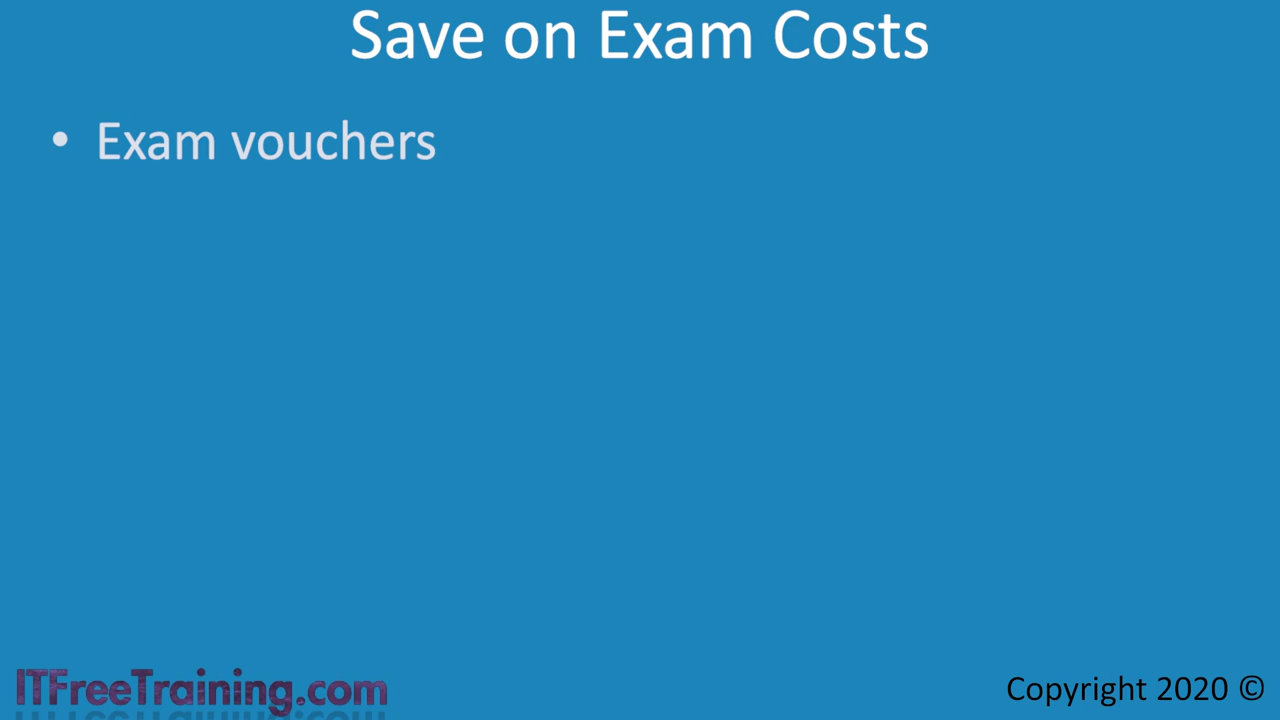 Save on Exam Costs
• Exam vouchers
ITFreeTraining.com
Copyright 2020 ©